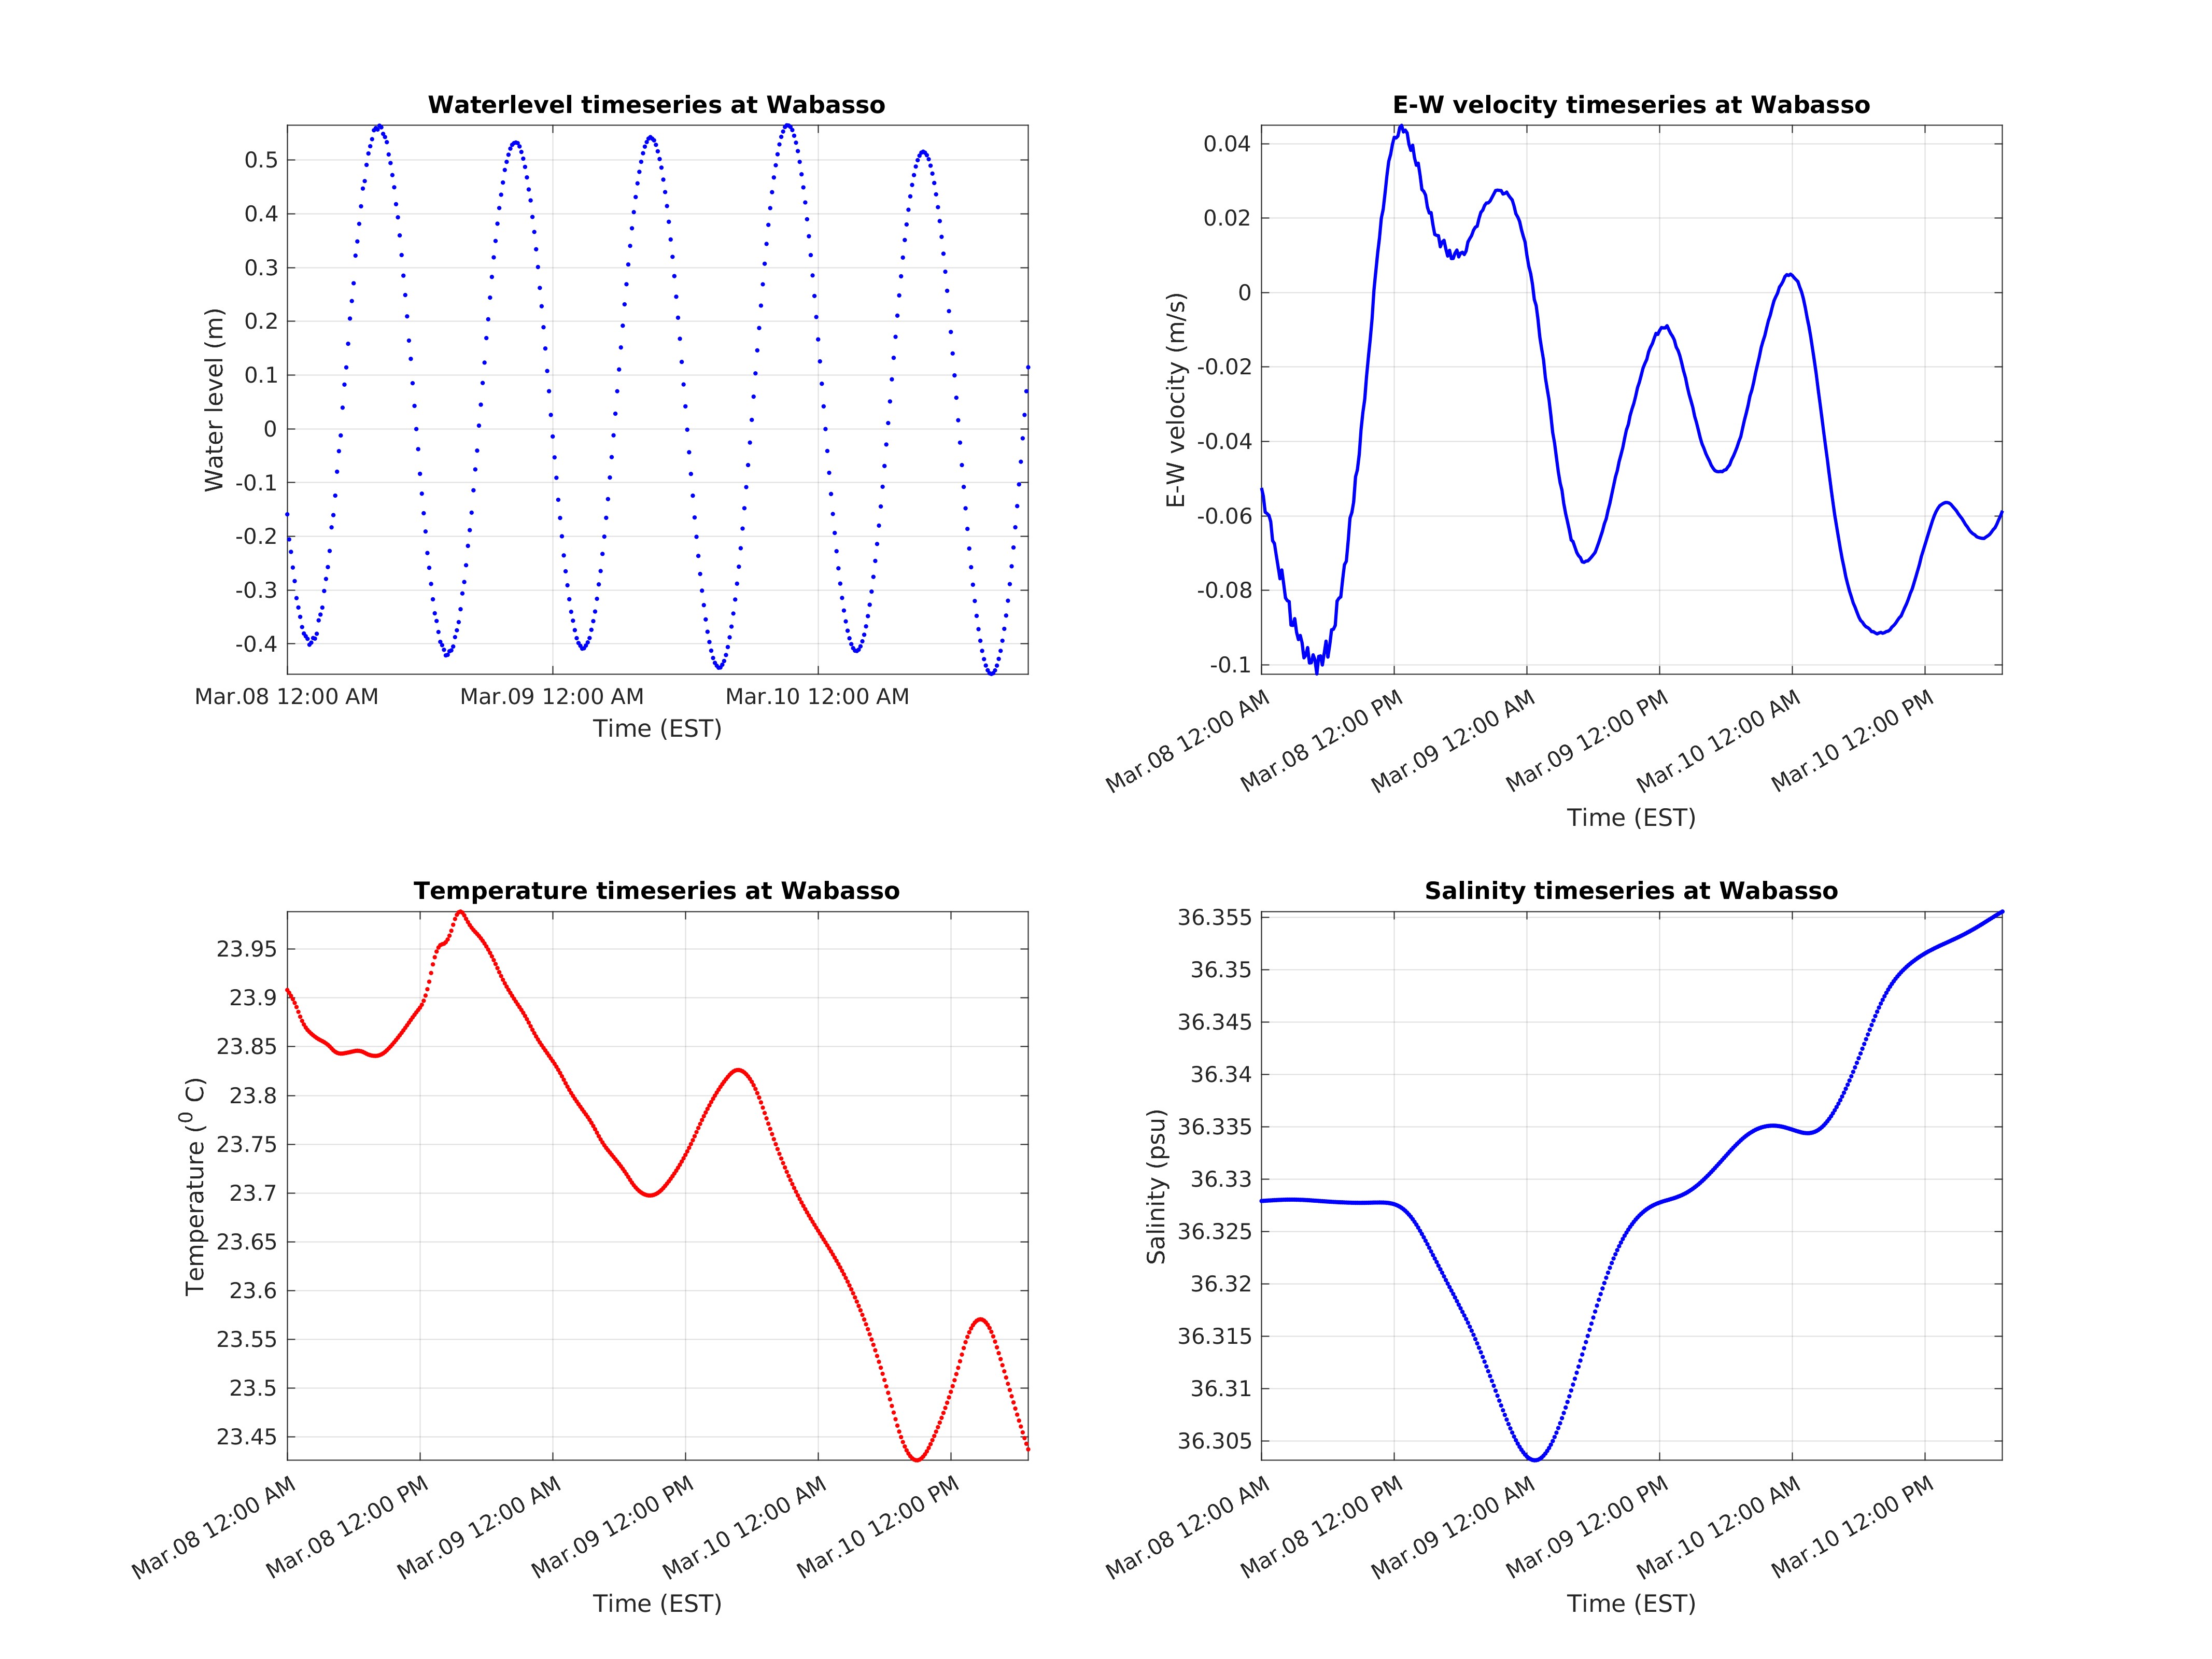 Waterlevel timeseries at Wabasso
0.5
0.4
0.3
0.2
0.1
0
-0.1
-0.2
-0.3
-0.4
Water level (m)
Mar.08 12:00 AM
Mar.09 12:00 AM
Mar.10 12:00 AM
Time (EST)
E-W velocity timeseries at Wabasso
0.04
0.02
0
-0.02
-0.04
-0.06
-0.08
-0.1
E-W velocity (m/s)
Mar.08 12:00 AM
Mar.08 12:00 PM
Mar.09 12:00 AM
Mar.09 12:00 PM
Mar.10 12:00 AM
Mar.10 12:00 PM
Time (EST)
Temperature timeseries at Wabasso
23.95
23.9
23.85
23.8
23.75
23.7
23.65
23.6
23.55
23.5
23.45
Temperature (⁰ C)
Mar.08 12:00 AM
Mar.08 12:00 PM
Mar.09 12:00 AM
Mar.09 12:00 PM
Mar.10 12:00 AM
Mar.10 12:00 PM
Time (EST)
Salinity timeseries at Wabasso
36.355
36.35
36.345
36.34
36.335
36.33
36.325
36.32
36.315
36.31
36.305
Salinity (psu)
Mar.08 12:00 AM
Mar.08 12:00 PM
Mar.09 12:00 AM
Mar.09 12:00 PM
Mar.10 12:00 AM
Mar.10 12:00 PM
Time (EST)